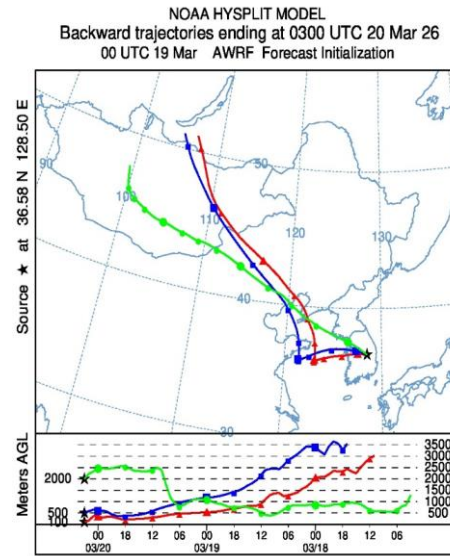 NOAA HYSPLIT MODEL
Backward trajectories ending at 0300 UTC 20 Mar 26
00 UTC 19 Mar AWRF Forecast Initialization
Source ★ at 36.58 N 128.50 E
90
100
110
50
120
130
40
30
Meters AGL
2000
500
100
3500
3000
2500
2000
1500
1000
500
00 18 12 06 00 18 12 06 00 18 12 06
03/20 03/19 03/18